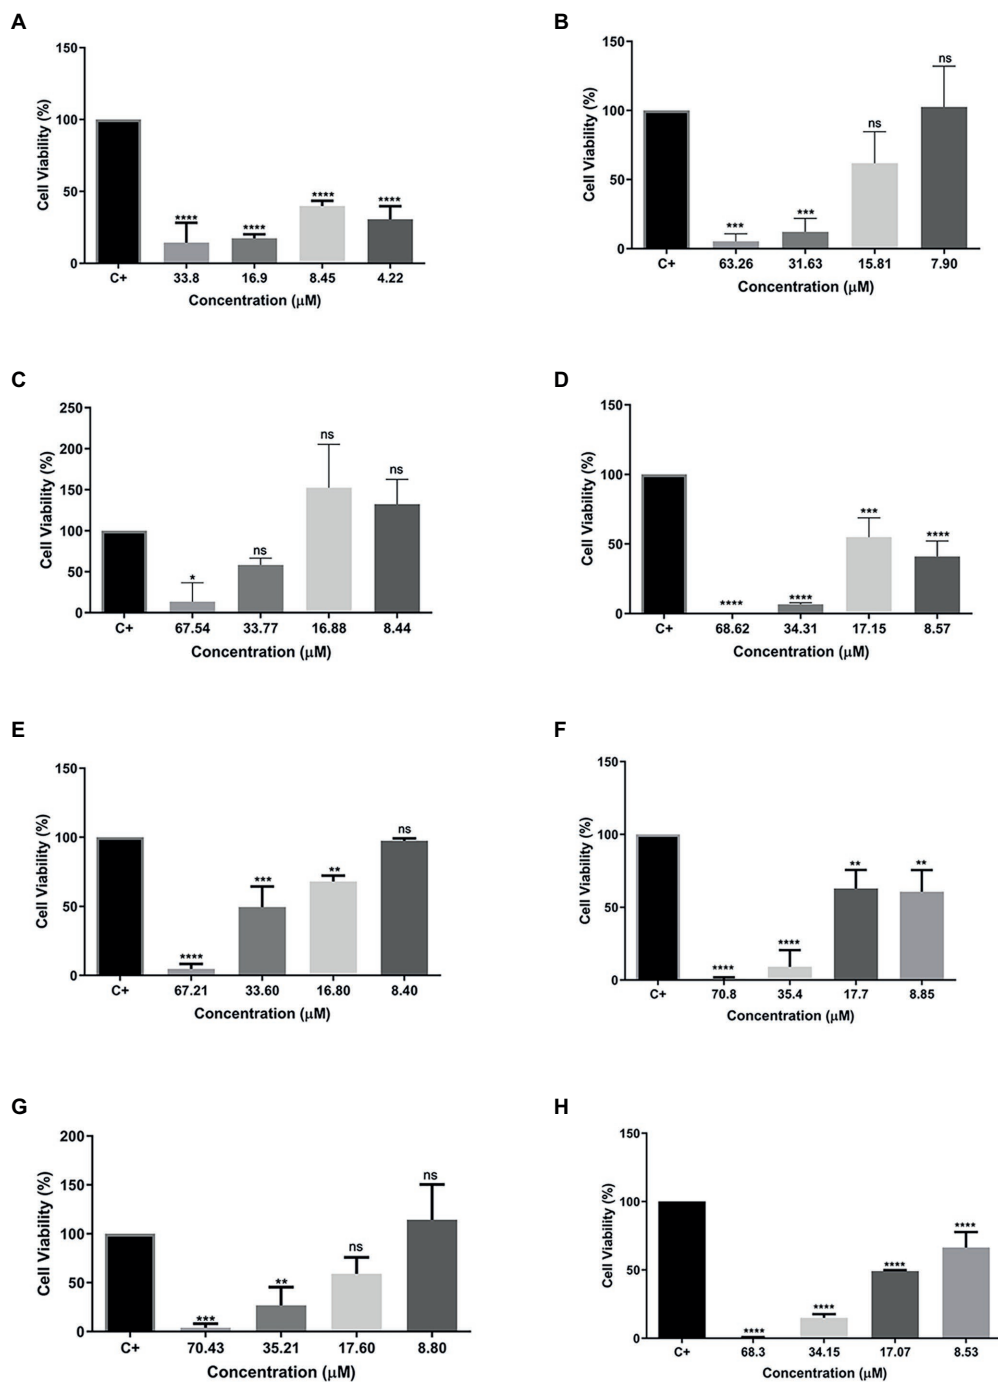 A
Cell Viability (%)
150
100
50
0
****
****
****
****
C+ 33.8 16.9 8.45 4.22
Concentration (μM)
B
Cell Viability (%)
150
100
50
0
***
***
ns
ns
C+ 63.26 31.63 15.81 7.90
Concentration (μM)
C
Cell Viability (%)
250
200
150
100
50
0
*
ns
ns
ns
C+ 67.54 33.77 16.88 8.44
Concentration (μM)
D
Cell Viability (%)
150
100
50
0
****
****
***
****
C+ 68.62 34.31 17.15 8.57
Concentration (μM)
E
Cell Viability (%)
150
100
50
0
****
***
**
ns
C+ 67.21 33.60 16.80 8.40
Concentration (μM)
F
Cell Viability (%)
150
100
50
0
****
****
**
**
C+ 70.8 35.4 17.7 8.85
Concentration (μM)
G
Cell Viability (%)
200
150
100
50
0
***
**
ns
ns
C+ 70.43 35.21 17.60 8.80
Concentration (μM)
H
Cell Viability (%)
150
100
50
0
****
****
****
****
C+ 68.3 34.15 17.07 8.53
Concentration (μM)